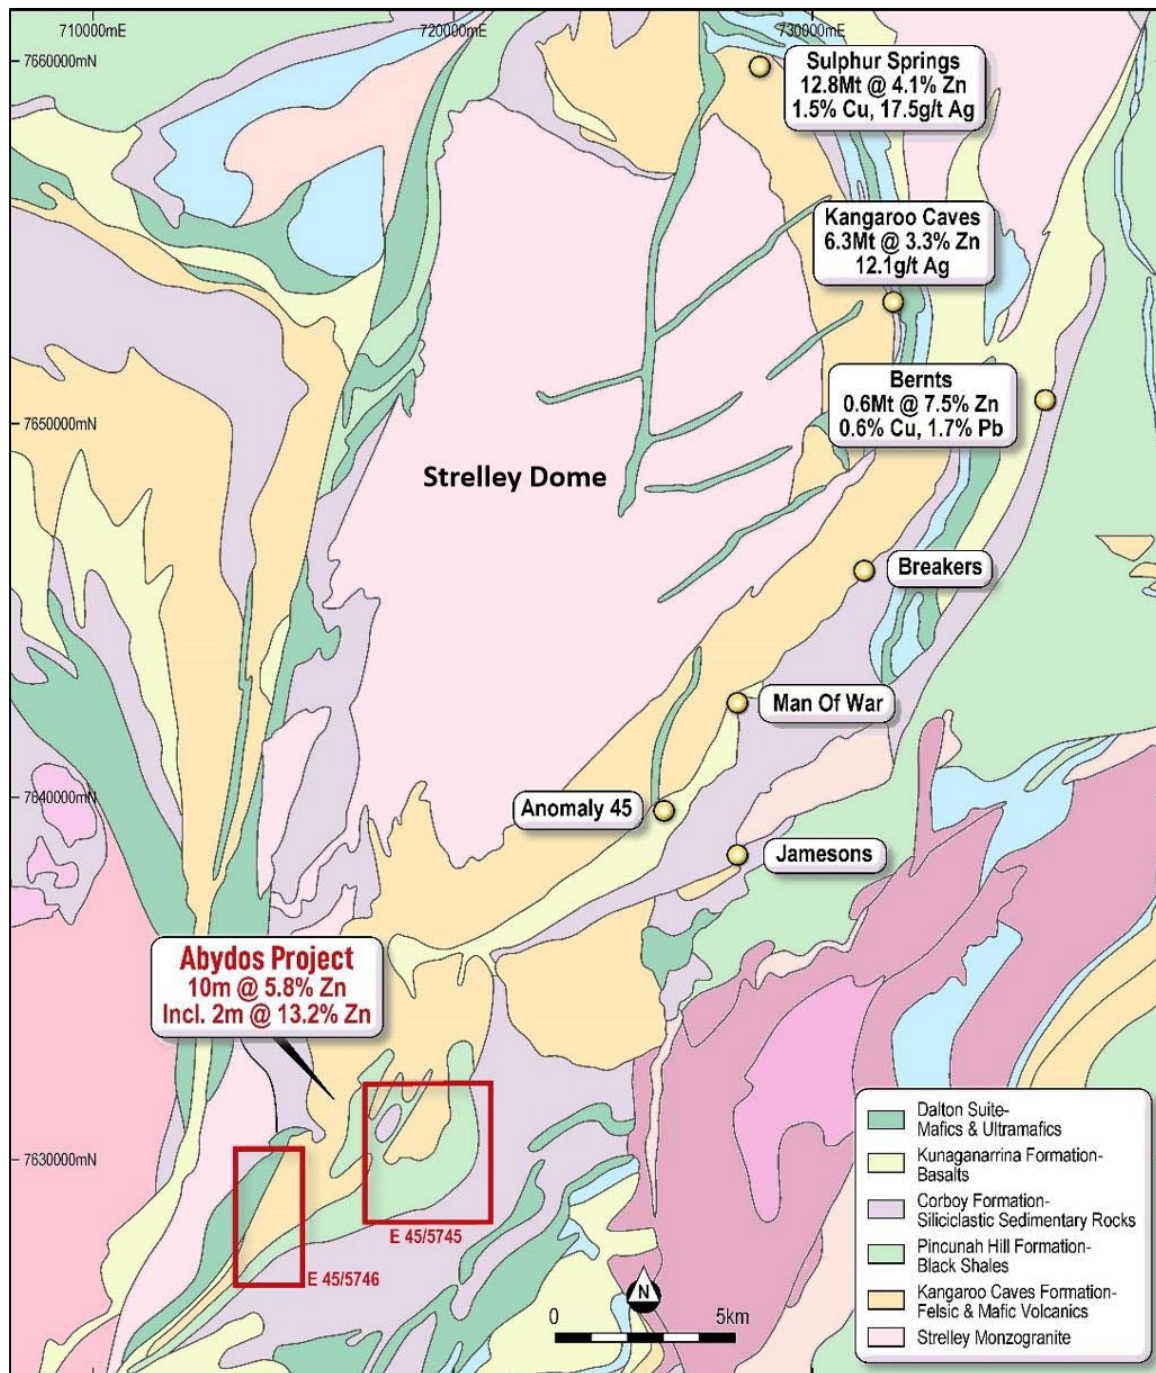 710000mE
720000mE
730000mE
7660000mN
Sulphur Springs
12.8Mt @ 4.1% Zn
1.5% Cu, 17.5g/t Ag
Kangaroo Caves
6.3Mt @ 3.3% Zn
12.1g/t Ag
Bernts
0.6Mt @ 7.5% Zn
0.6% Cu, 1.7% Pb
7650000mN
Strelley Dome
Breakers
Man Of War
7640000mN
Anomaly 45
Jamesons
Abydos Project
10m @ 5.8% Zn
Incl. 2m @ 13.2% Zn
7630000mN
E 45/5745
E 45/5746
N
0
5km
Dalton Suite-
Mafics & Ultramafics
Kunaganarrina Formation-
Basalts
Corboy Formation-
Siliciclastic Sedimentary Rocks
Pincunah Hill Formation-
Black Shales
Kangaroo Caves Formation-
Felsic & Mafic Volcanics
Strelley Monzogranite